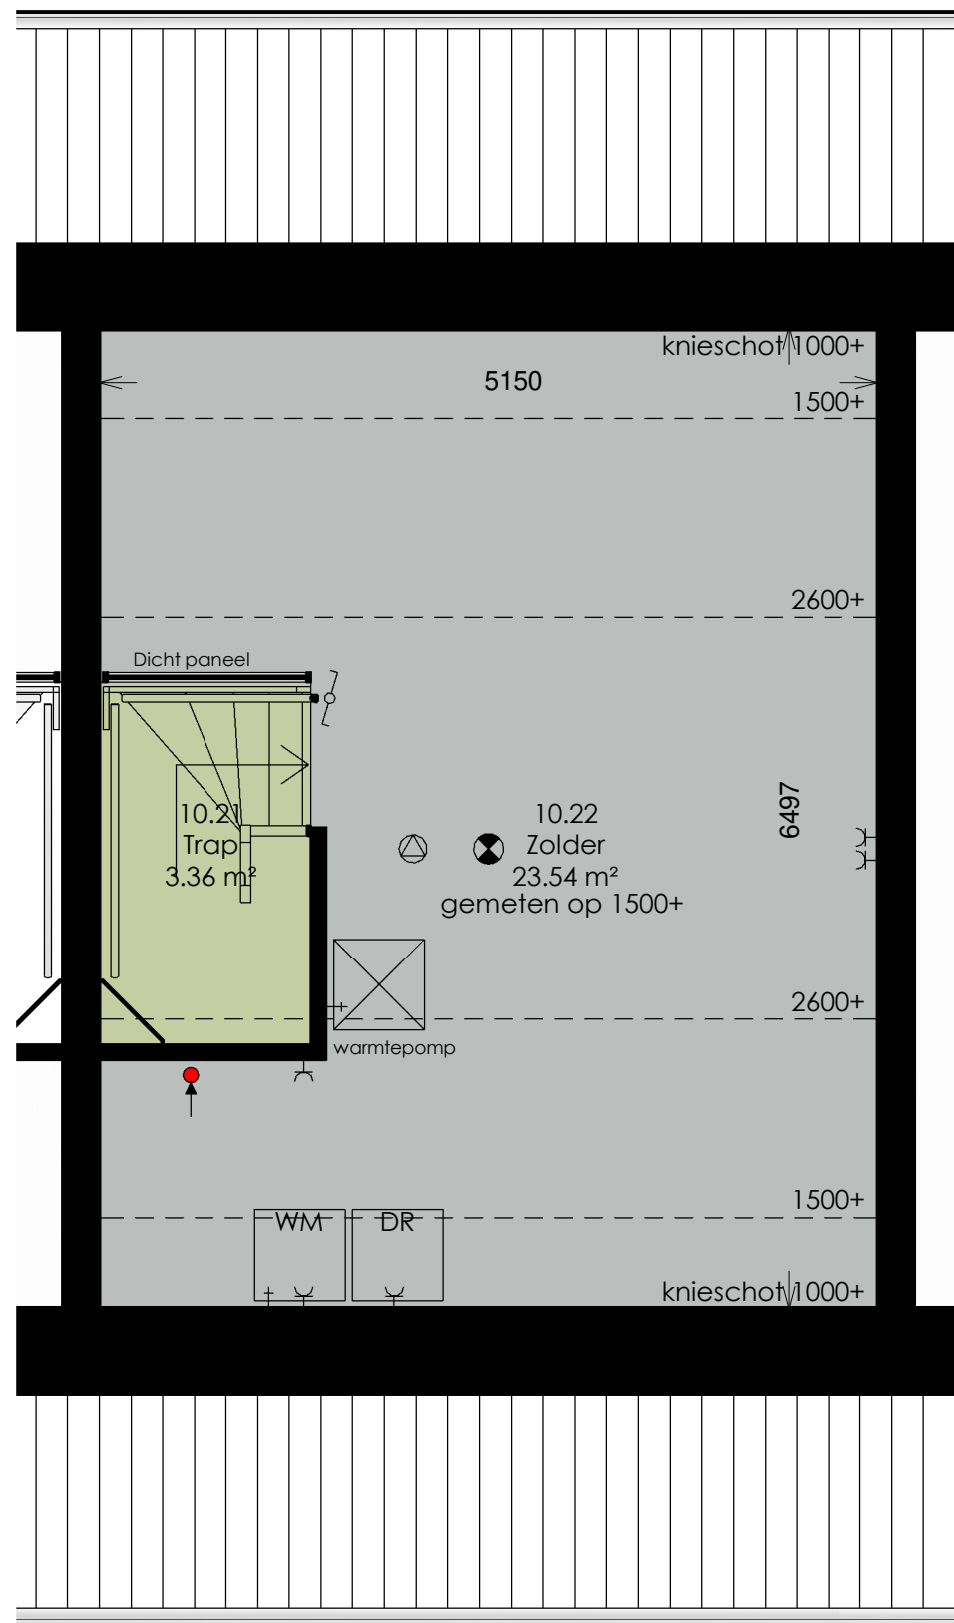 knieschot 1000+
5150
1500+
2600+
Dicht paneel
10.21
Trap
3.36 m²
10.22
Zolder
23.54 m²
gemeten op 1500+
6497
2600+
warmtepomp
1500+
WM
DR
knieschot 1000+